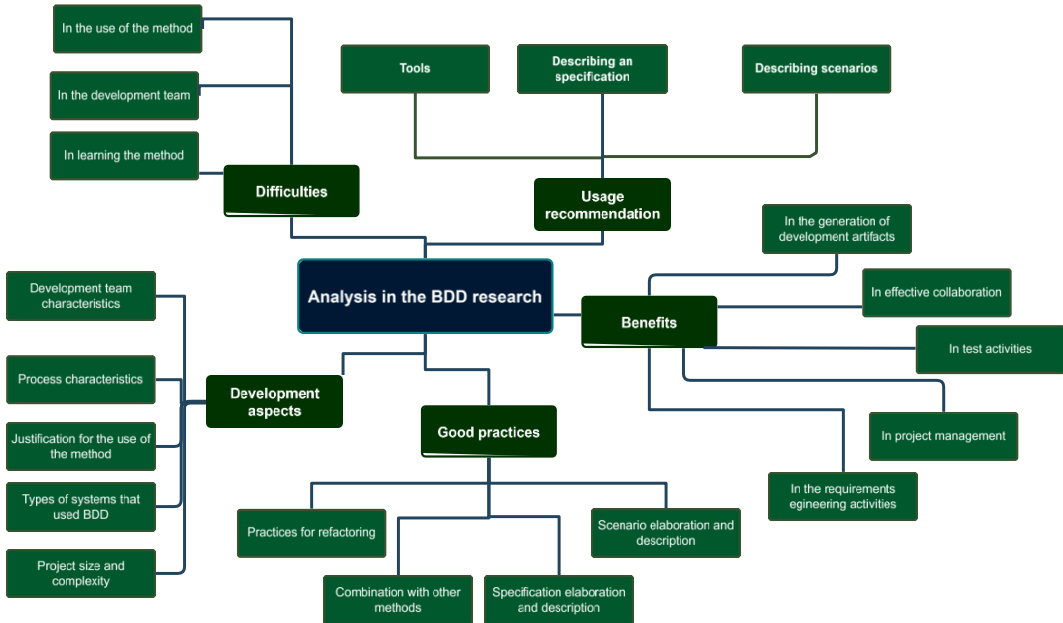 In the use of the method
In the development team
In learning the method
Difficulties
Tools
Describing an
specification
Describing scenarios
Usage
recommendation
Analysis in the BDD research
In the generation of
development artifacts
In effective collaboration
Benefits
In test activities
In project management
In the requirements
egineering activities
Development team
characteristics
Process characteristics
Justification for the use of
the method
Types of systems that
used BDD
Project size and
complexity
Development
aspects
Good practices
Practices for refactoring
Combination with other
methods
Specification elaboration
and description
Scenario elaboration and
description